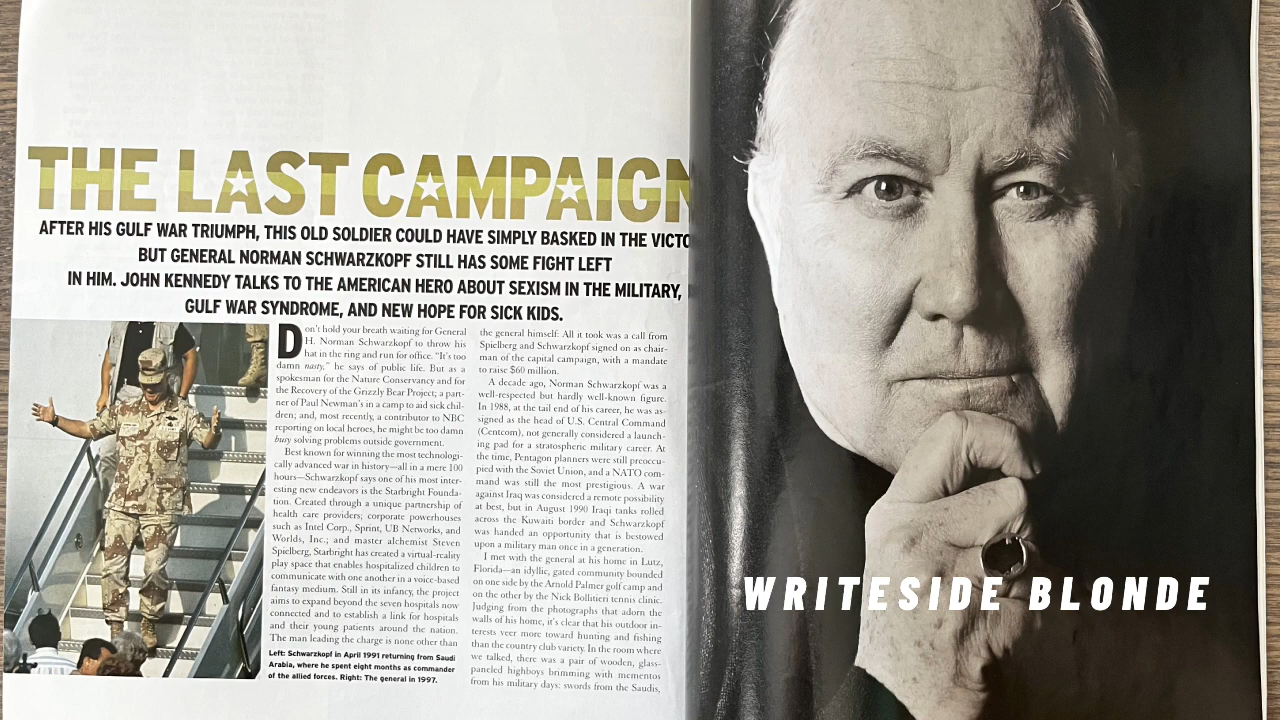 THE LAST CAMPAIGN
AFTER HIS GULF WAR TRIUMPH, THIS OLD SOLDIER COULD HAVE SIMPLY BASKED IN THE VICTO
BUT GENERAL NORMAN SCHWARZKOPF STILL HAS SOME FIGHT LEFT
IN HIM. JOHN KENNEDY TALKS TO THE AMERICAN HERO ABOUT SEXISM IN THE MILITARY,
GULF WAR SYNDROME, AND NEW HOPE FOR SICK KIDS.
Don't hold your breath waiting for General
H. Norman Schwarzkopf to throw his
hat in the ring and run for office. "It's too
damn nasty," he says of public life. But as a
spokesman for the Nature Conservancy and for
the Recovery of the Grizzly Bear Project; a part-
ner of Paul Newman's in a camp to aid sick chil-
dren; and, most recently, a contributor to NBC
reporting on local heroes, he might be too damn
busy solving problems outside government.
Best known for winning the most technologi-
cally advanced war in history—all in a mere 100
hours—Schwarzkopf says one of his most inter-
esting new endeavors is the Starbright Founda-
tion. Created through a unique partnership of
health care providers; corporate powerhouses
such as Intel Corp., Sprint, UB Networks, and
Worlds, Inc.; and master alchemist Steven
Spielberg, Starbright has created a virtual-reality
play space that enables hospitalized children to
communicate with one another in a voice-based
fantasy medium. Still in its infancy, the project
aims to expand beyond the seven hospitals now
connected and to establish a link for hospitals
and their young patients around the nation.
The man leading the charge is none other than
Left: Schwarzkopf in April 1991 returning from Saudi
Arabia, where he spent eight months as commander
of the allied forces. Right: The general in 1997.
the general himself. All it took was a call from
Spielberg and Schwarzkopf signed on as chair-
man of the capital campaign, with a mandate
to raise $60 million.
A decade ago, Norman Schwarzkopf was a
well-respected but hardly well-known figure.
In 1988, at the tail end of his career, he was as-
signed as the head of U.S. Central Command
(Centcom), not generally considered a launch-
ing pad for a stratospheric military career. At
the time, Pentagon planners were still preoccu-
pied with the Soviet Union, and a NATO com-
mand was still the most prestigious. A war
against Iraq was considered a remote possibility
at best, but in August 1990 Iraqi tanks rolled
across the Kuwaiti border and Schwarzkopf
was handed an opportunity that is bestowed
upon a military man once in a generation.
I met with the general at his home in Lutz,
Florida—an idyllic, gated community bounded
on one side by the Arnold Palmer golf camp and
on the other by the Nick Bollitieri tennis clinic.
Judging from the photographs that adorn the
walls of his home, it's clear that his outdoor in-
terests veer more toward hunting and fishing
than the country club variety. In the room where
we talked, there was a pair of wooden, glass-
paneled highboys brimming with mementos
from his military days: swords from the Saudis,
WRITESIDE BLONDE